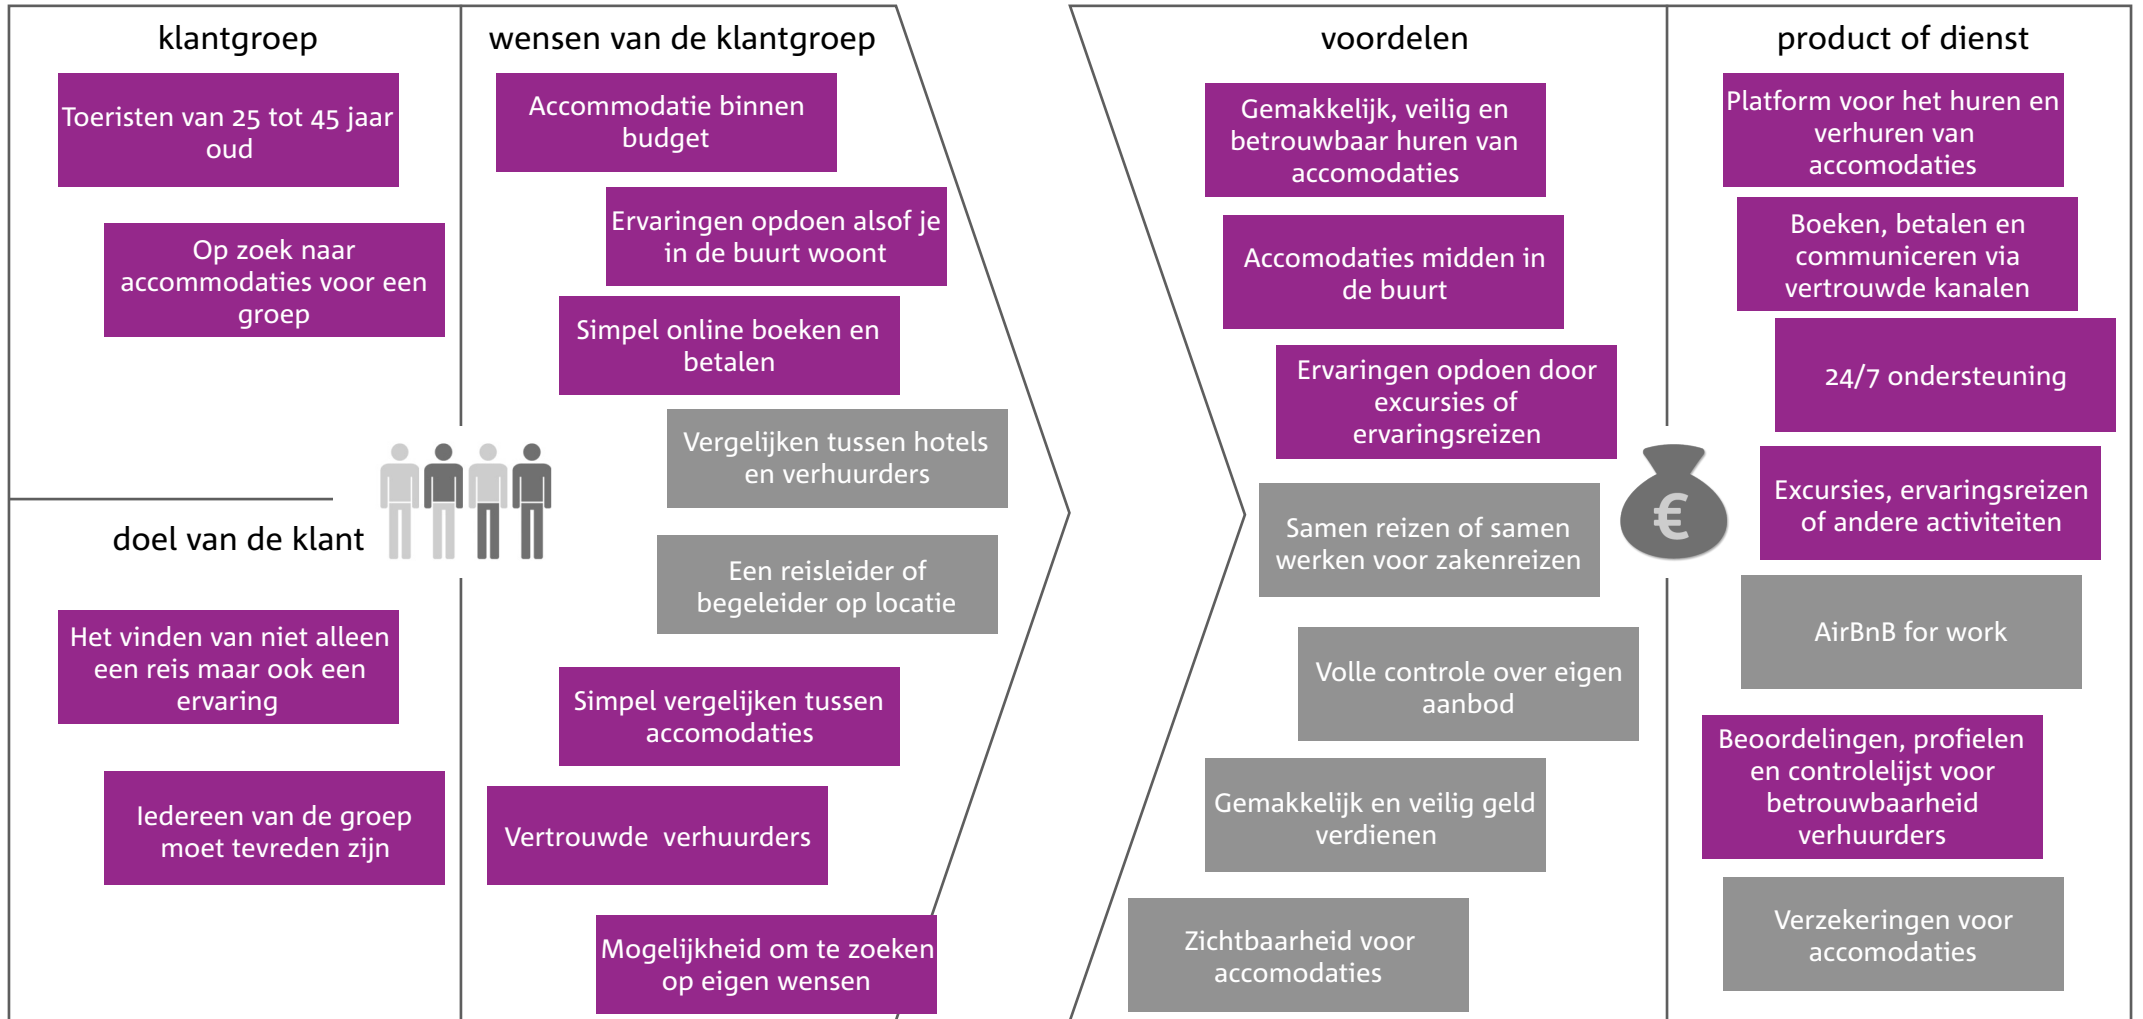 klantgroep
Toeristen van 25 tot 45 jaar
oud
Op zoek naar
accommodaties voor een
groep
doel van de klant
Het vinden van niet alleen
een reis maar ook een
ervaring
Iedereen van de groep
moet tevreden zijn
wensen van de klantgroep
Accommodatie binnen
budget
Ervaringen opdoen alsof je
in de buurt woont
Simpel online boeken en
betalen
Vergelijken tussen hotels
en verhuurders
Een reisleider of
begeleider op locatie
Simpel vergelijken tussen
accomodaties
Vertrouwde verhuurders
Mogelijkheid om te zoeken
op eigen wensen
voordelen
Gemakkelijk, veilig en
betrouwbaar huren van
accomodaties
Accomodaties midden in
de buurt
Ervaringen opdoen door
excursies of
ervaringsreizen
Samen reizen of samen
werken voor zakenreizen
Volle controle over eigen
aanbod
Gemakkelijk en veilig geld
verdienen
Zichtbaarheid voor
accomodaties
€
product of dienst
Platform voor het huren en
verhuren van
accomodaties
Boeken, betalen en
communiceren via
vertrouwde kanalen
24/7 ondersteuning
Excursies, ervaringsreizen
of andere activiteiten
AirBnB for work
Beoordelingen, profielen
en controlelijst voor
betrouwbaarheid
verhuurders
Verzekeringen voor
accomodaties